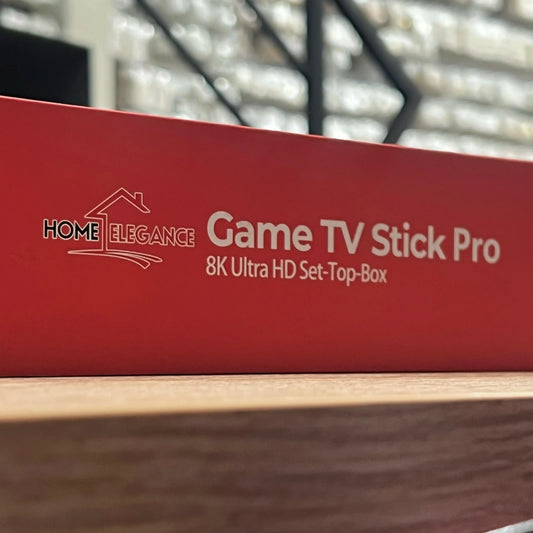 HOME ELEGANCE
Game TV Stick Pro
8K Ultra HD Set-Top-Box